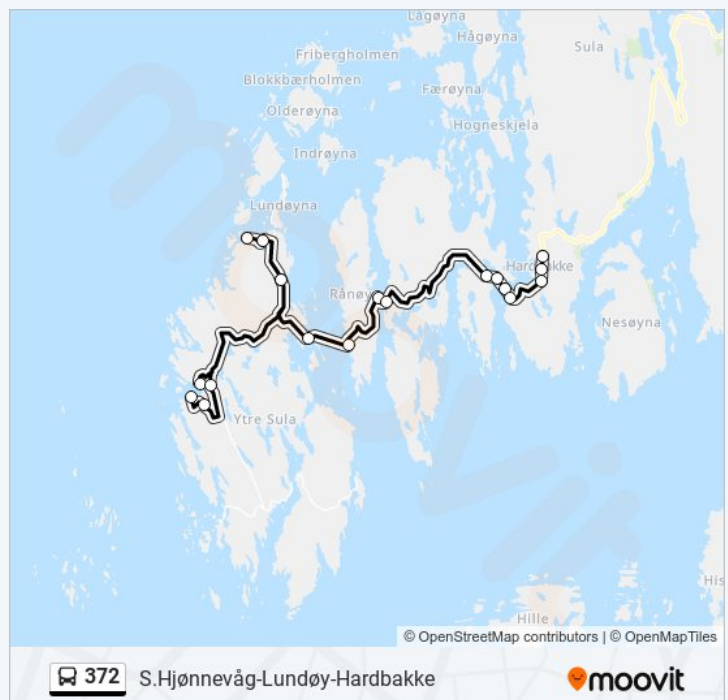 Lågøyna
Hågøyna
Sula
Fribergholmen
Blokkbærholmen
Færøyna
Olderøyna
Hogneskjela
Indrøyna
Lundøyna
Hardbakke
Rånøy
Nesøyna
Ytre Sula
His
Hille
© OpenStreetMap contributors | © OpenMapTiles
372 S.Hjønnevåg-Lundøy-Hardbakke
moovit